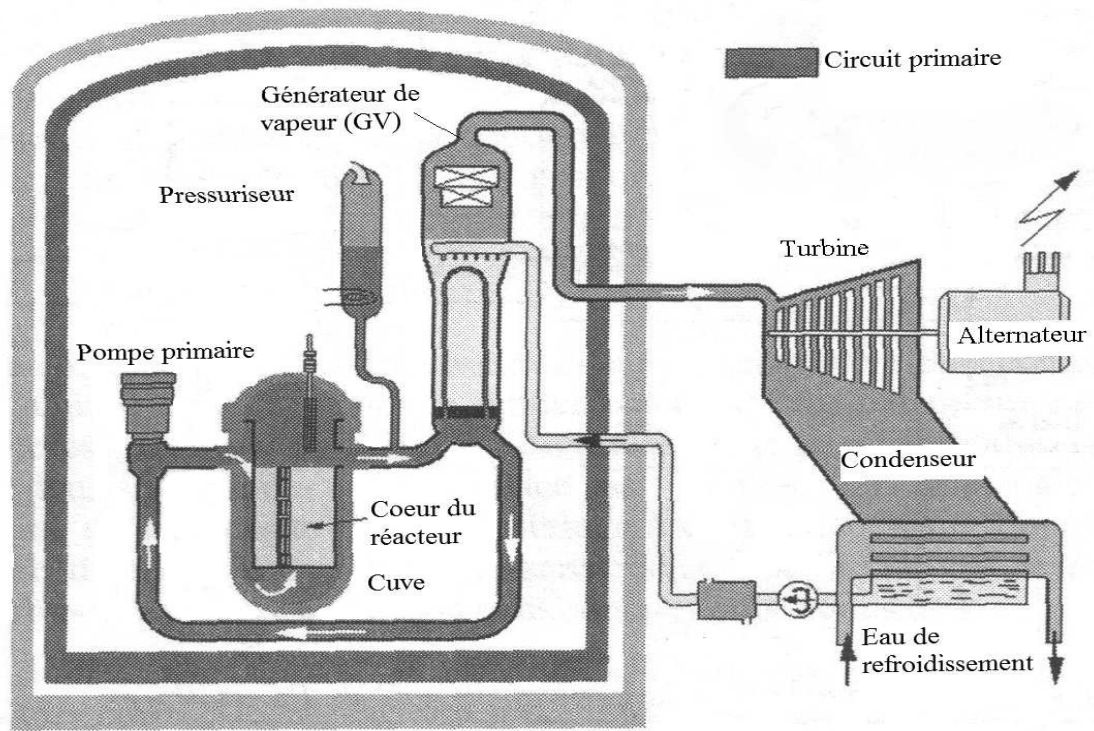 Circuit primaire
Générateur de
vapeur (GV)
Pressuriseur
Turbine
Alternateur
Pompe primaire
Condenseur
Coeur du
réacteur
Cuve
Eau de
refroidissement